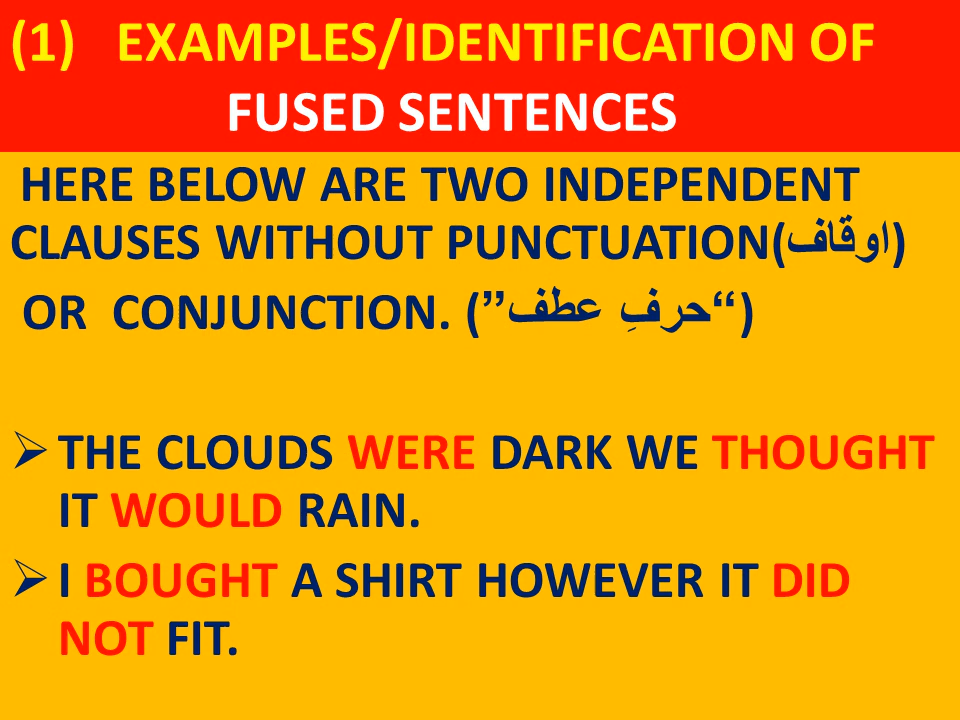 (1) EXAMPLES/IDENTIFICATION OF
FUSED SENTENCES
HERE BELOW ARE TWO INDEPENDENT
CLAUSES WITHOUT PUNCTUATION(اوقاف)
OR CONJUNCTION. (”حرفِ عطف“)
➢ THE CLOUDS WERE DARK WE THOUGHT
IT WOULD RAIN.
➢ I BOUGHT A SHIRT HOWEVER IT DID
NOT FIT.